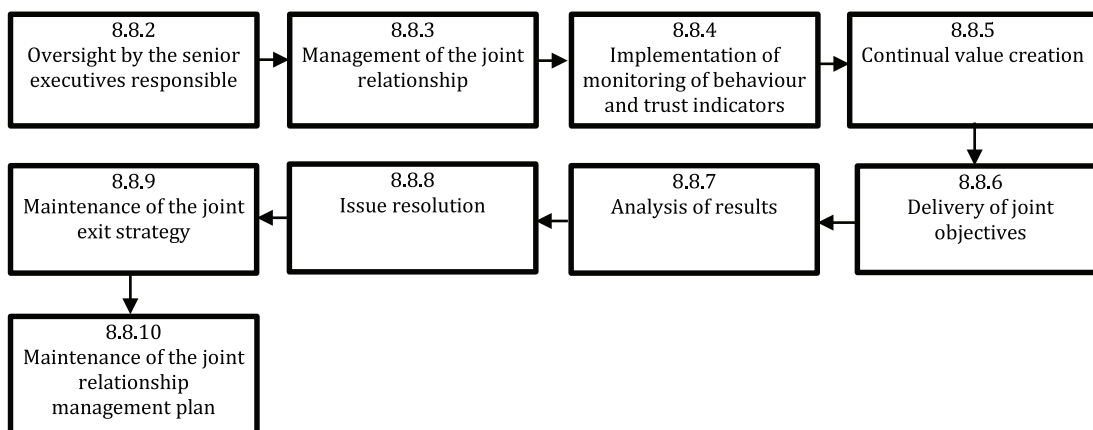 8.8.2
Oversight by the senior
executives responsible
8.8.3
Management of the joint
relationship
8.8.4
Implementation of
monitoring of behaviour
and trust indicators
8.8.5
Continual value creation
8.8.6
Delivery of joint
objectives
8.8.7
Analysis of results
8.8.8
Issue resolution
8.8.9
Maintenance of the joint
exit strategy
8.8.10
Maintenance of the joint
relationship
management plan